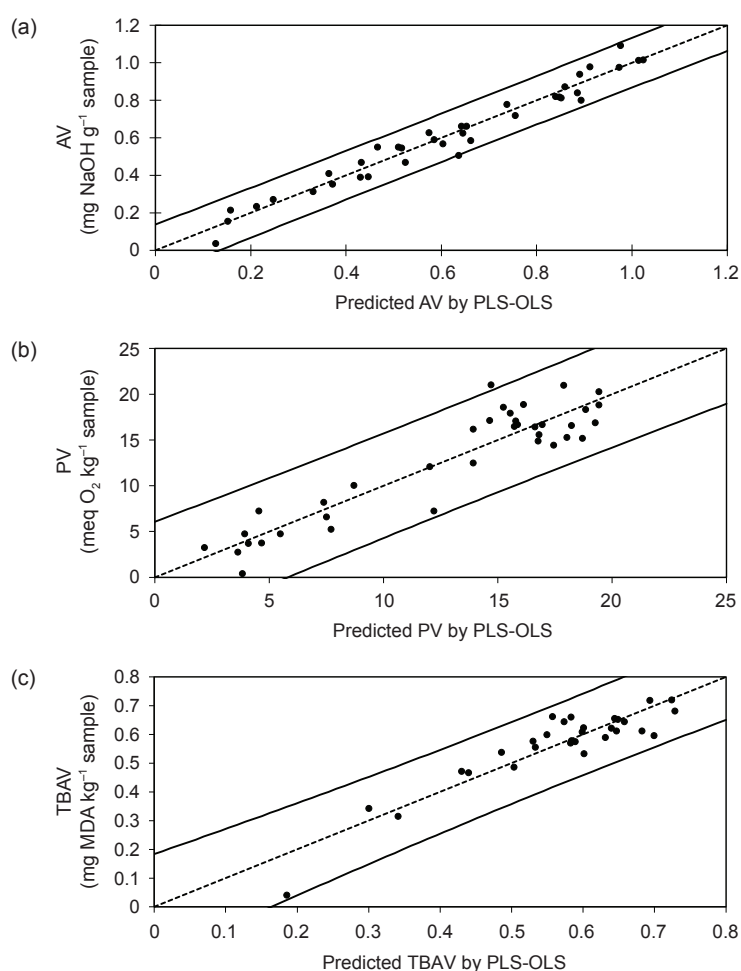 (a)
AV
(mg NaOH g⁻¹ sample)
1.2
1.0
0.8
0.6
0.4
0.2
0
0 0.2 0.4 0.6 0.8 1.0 1.2
Predicted AV by PLS-OLS
(b)
PV
(meq O₂ kg⁻¹ sample)
25
20
15
10
5
0
0 5 10 15 20 25
Predicted PV by PLS-OLS
(c)
TBAV
(mg MDA kg⁻¹ sample)
0.8
0.7
0.6
0.5
0.4
0.3
0.2
0.1
0
0 0.1 0.2 0.3 0.4 0.5 0.6 0.7 0.8
Predicted TBAV by PLS-OLS